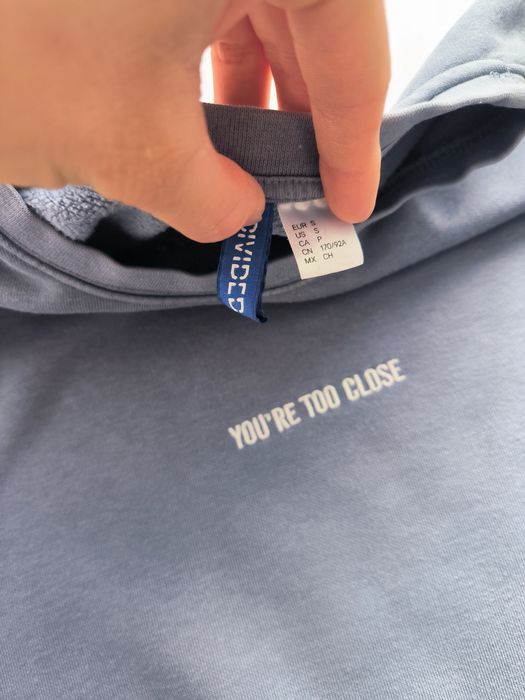 DIVIDED
EUR S
US S
CA P
CN 170/92A
MX CH
YOU'RE TOO CLOSE